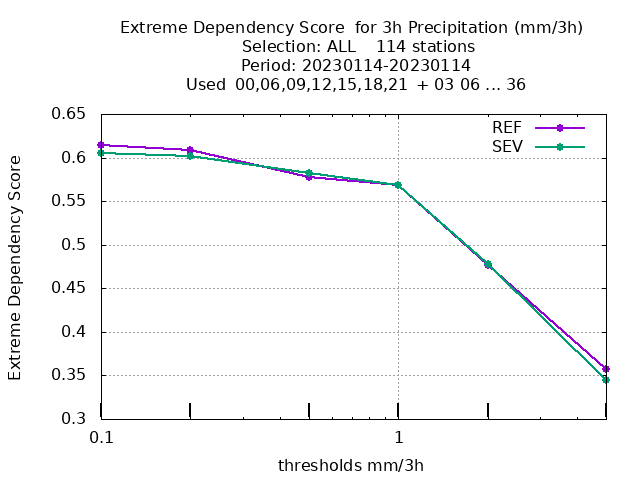 Extreme Dependency Score  for 3h Precipitation (mm/3h)
Selection: ALL    114 stations
Period: 20230114-20230114
Used  00,06,09,12,15,18,21  + 03 06 ... 36
REF
SEV
0.65
0.6
0.55
0.5
0.45
0.4
0.35
0.3
Extreme Dependency Score
0.1
1
thresholds mm/3h